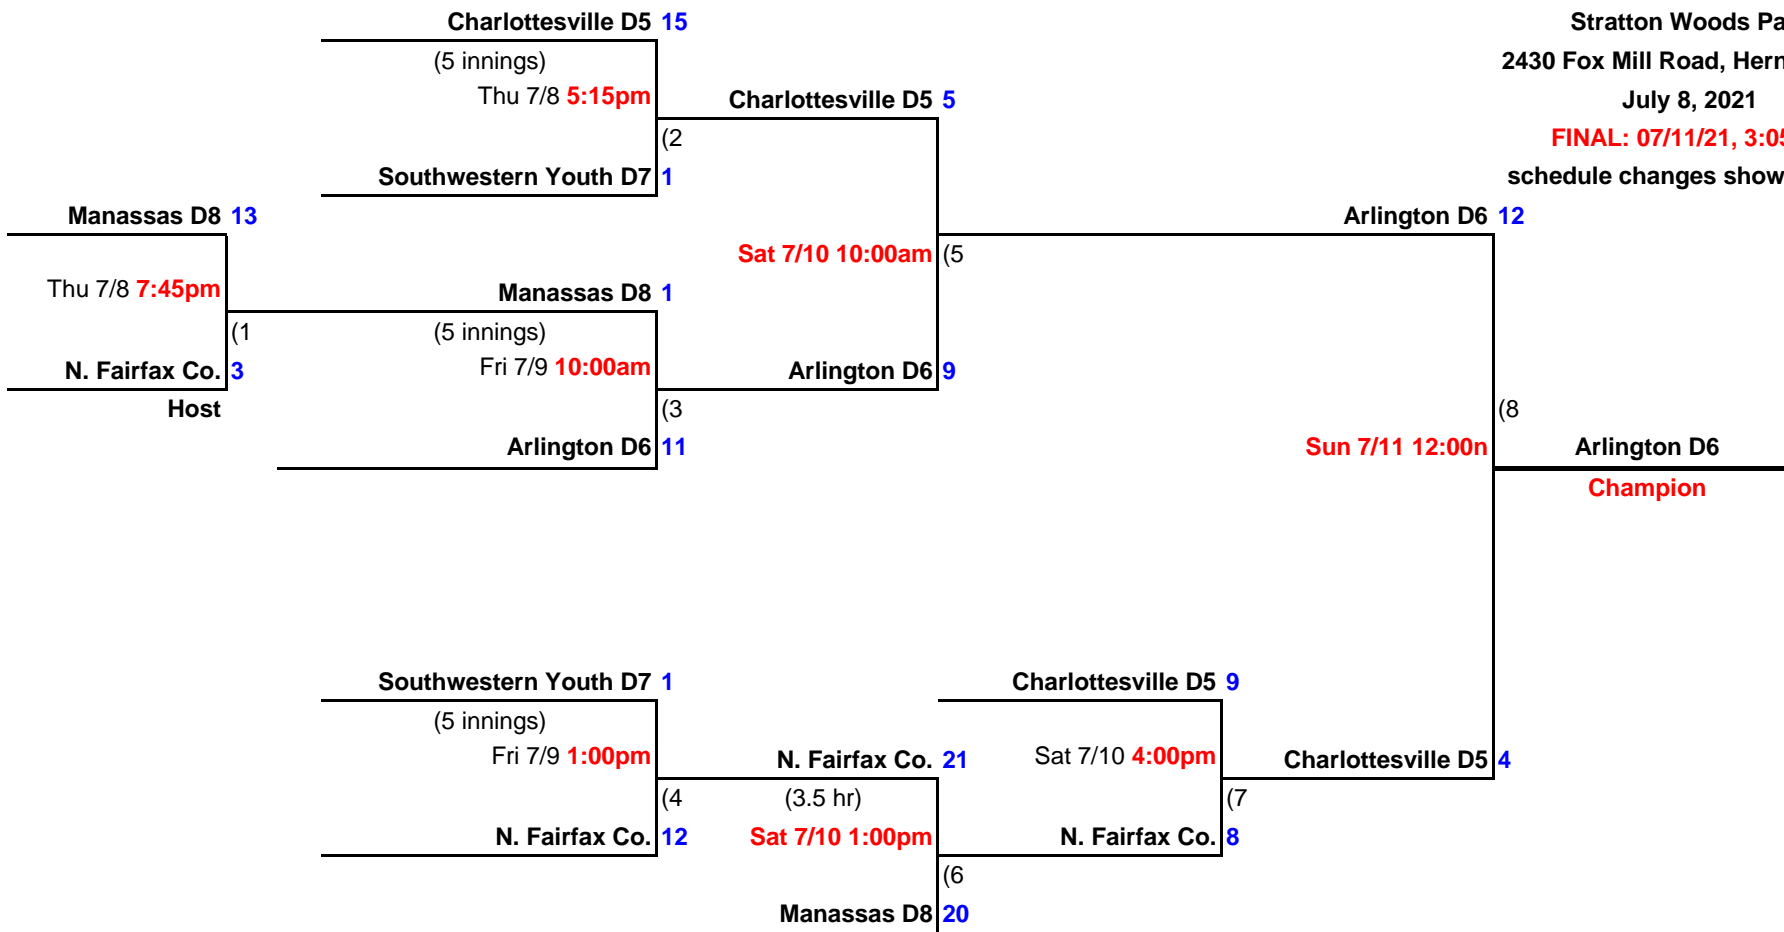 Charlottesville D5 15
(5 innings)
Thu 7/8 5:15pm
(2
Southwestern Youth D7 1
Charlottesville D5 5
Stratton Woods Pa
2430 Fox Mill Road, Hern
July 8, 2021
FINAL: 07/11/21, 3:05
schedule changes show
Manassas D8 13
Thu 7/8 7:45pm
(1
N. Fairfax Co. 3
Host
Manassas D8 1
(5 innings)
Fri 7/9 10:00am
(3
Arlington D6 11
Sat 7/10 10:00am (5
Arlington D6 9
Arlington D6 12
(8
Sun 7/11 12:00n
Arlington D6
Champion
Southwestern Youth D7 1
(5 innings)
Fri 7/9 1:00pm
(4
N. Fairfax Co. 12
N. Fairfax Co. 21
(3.5 hr)
Sat 7/10 1:00pm
(6
Manassas D8 20
Charlottesville D5 9
Sat 7/10 4:00pm
(7
N. Fairfax Co. 8
Charlottesville D5 4